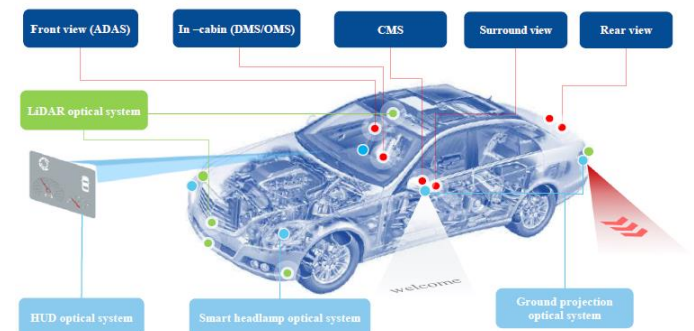 Front view (ADAS)
In –cabin (DMS/OMS)
CMS
Surround view
Rear view
LiDAR optical system
welcome
HUD optical system
Smart headlamp optical system
Ground projection
optical system